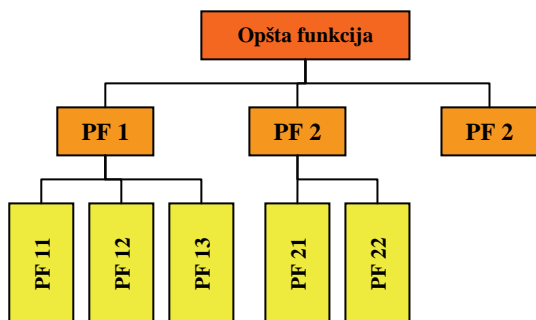 Opšta funkcija
PF 1
PF 2
PF 2
PF 11
PF 12
PF 13
PF 21
PF 22